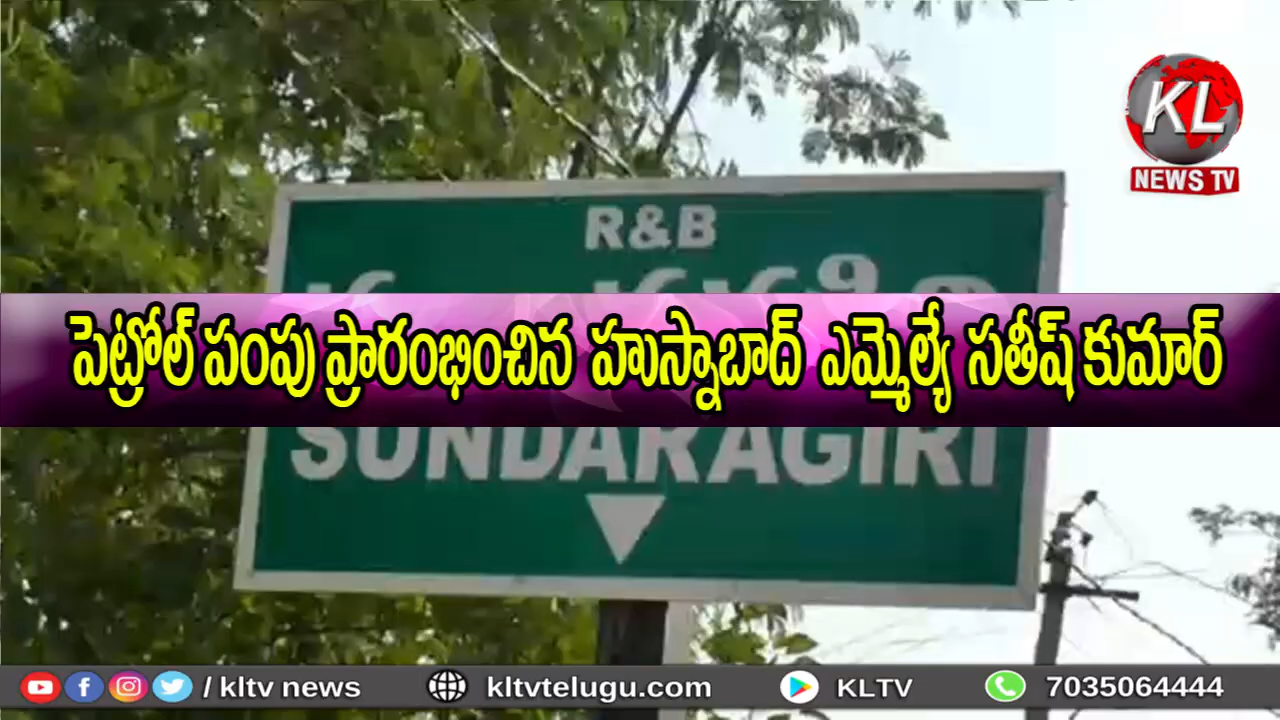 KL
NEWS TV
R&B
పెట్రోల్ పంపు ప్రారంభించిన హుస్నాబాద్ ఎమ్మెల్యే సతీష్ కుమార్
SUNDARAGIRI
/ kltv news kltvtelugu.com KLTV 7035064444